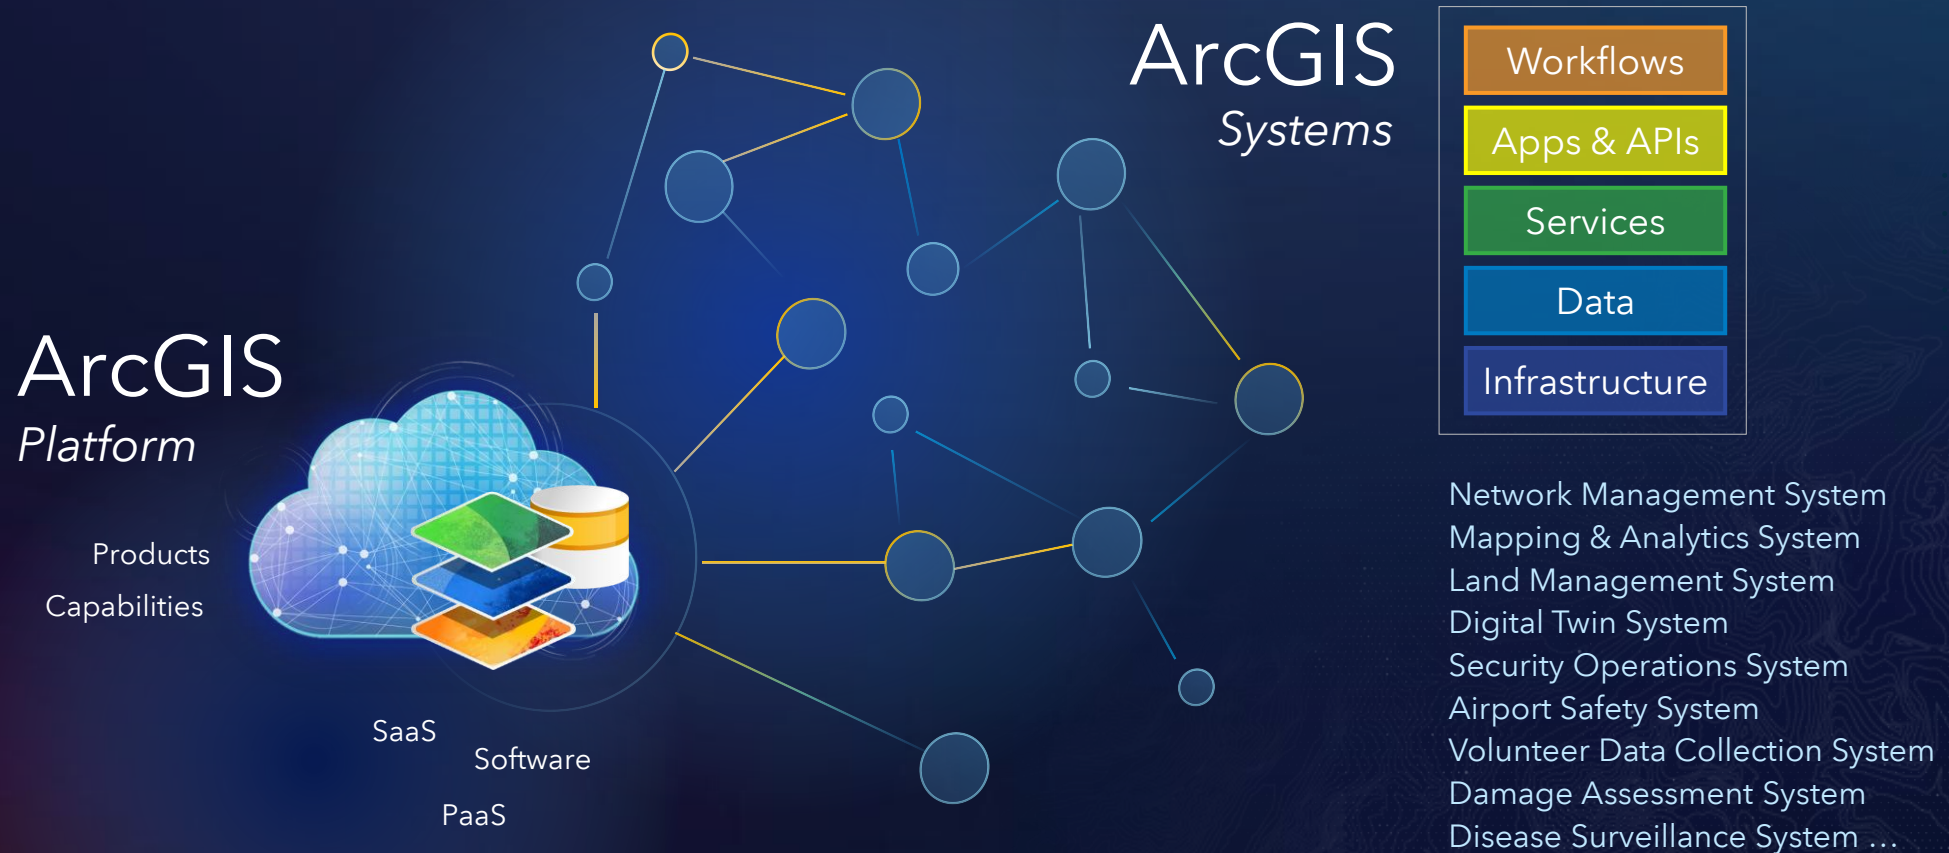 ArcGIS
Platform
Products
Capabilities
SaaS
Software
PaaS
ArcGIS
Systems
Workflows
Apps & APIs
Services
Data
Infrastructure
Network Management System
Mapping & Analytics System
Land Management System
Digital Twin System
Security Operations System
Airport Safety System
Volunteer Data Collection System
Damage Assessment System
Disease Surveillance System ...